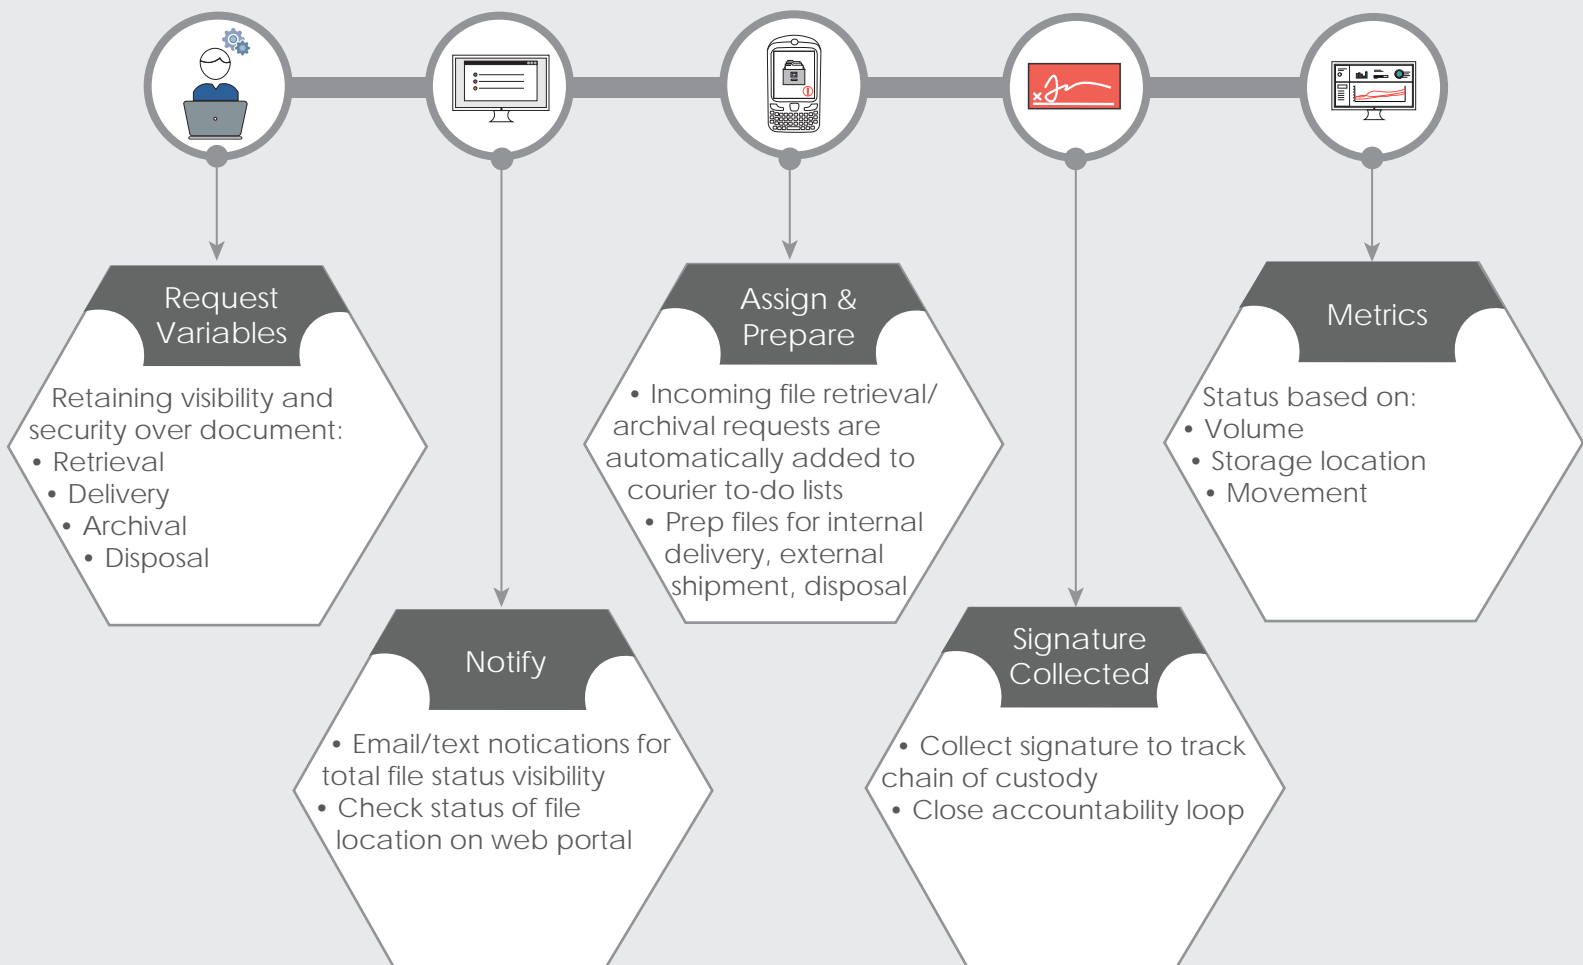 Request
Variables
Retaining visibility and
security over document:
• Retrieval
• Delivery
• Archival
• Disposal
Notify
• Email/text notications for
total file status visibility
• Check status of file
location on web portal
Assign &
Prepare
• Incoming file retrieval/
archival requests are
automatically added to
courier to-do lists
• Prep files for internal
delivery, external
shipment, disposal
Signature
Collected
• Collect signature to track
chain of custody
• Close accountability loop
Metrics
Status based on:
• Volume
• Storage location
• Movement